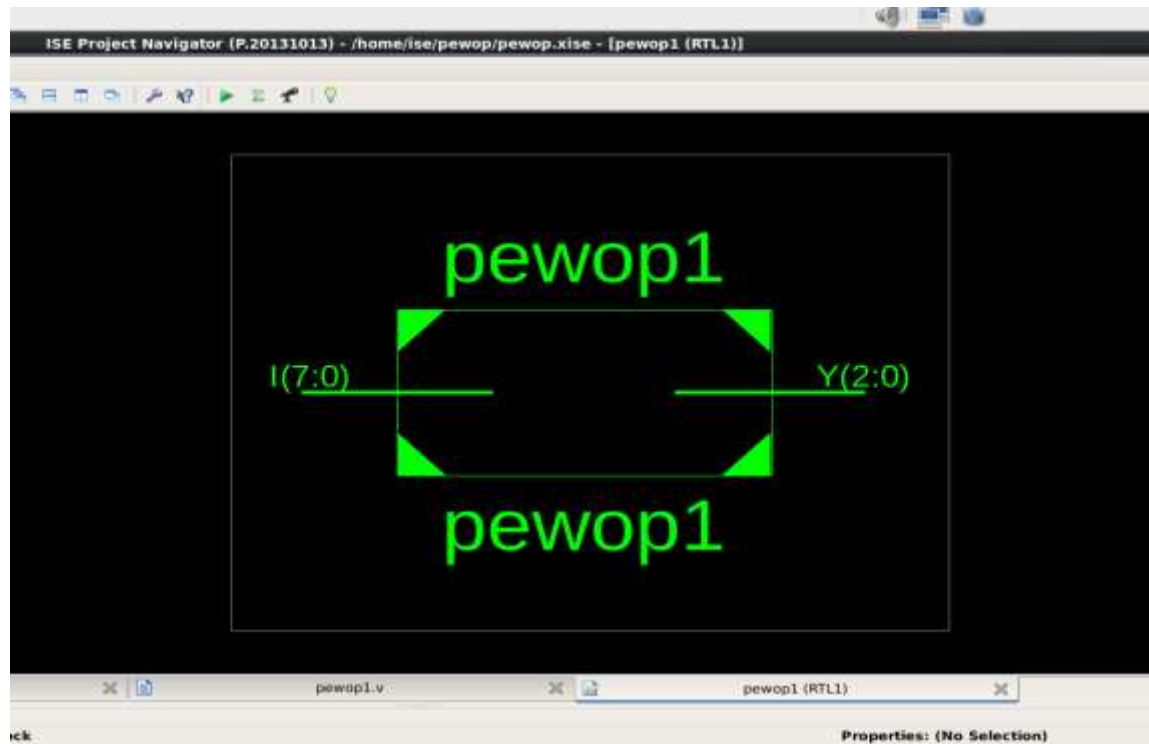 ISE Project Navigator (P.20131013) - /home/ise/pewop/pewop.xise - [pewop1 (RTL1)]
pewop1
I(7:0)
Y(2:0)
pewop1
pewop1.v
pewop1 (RTL1)
Properties: (No Selection)